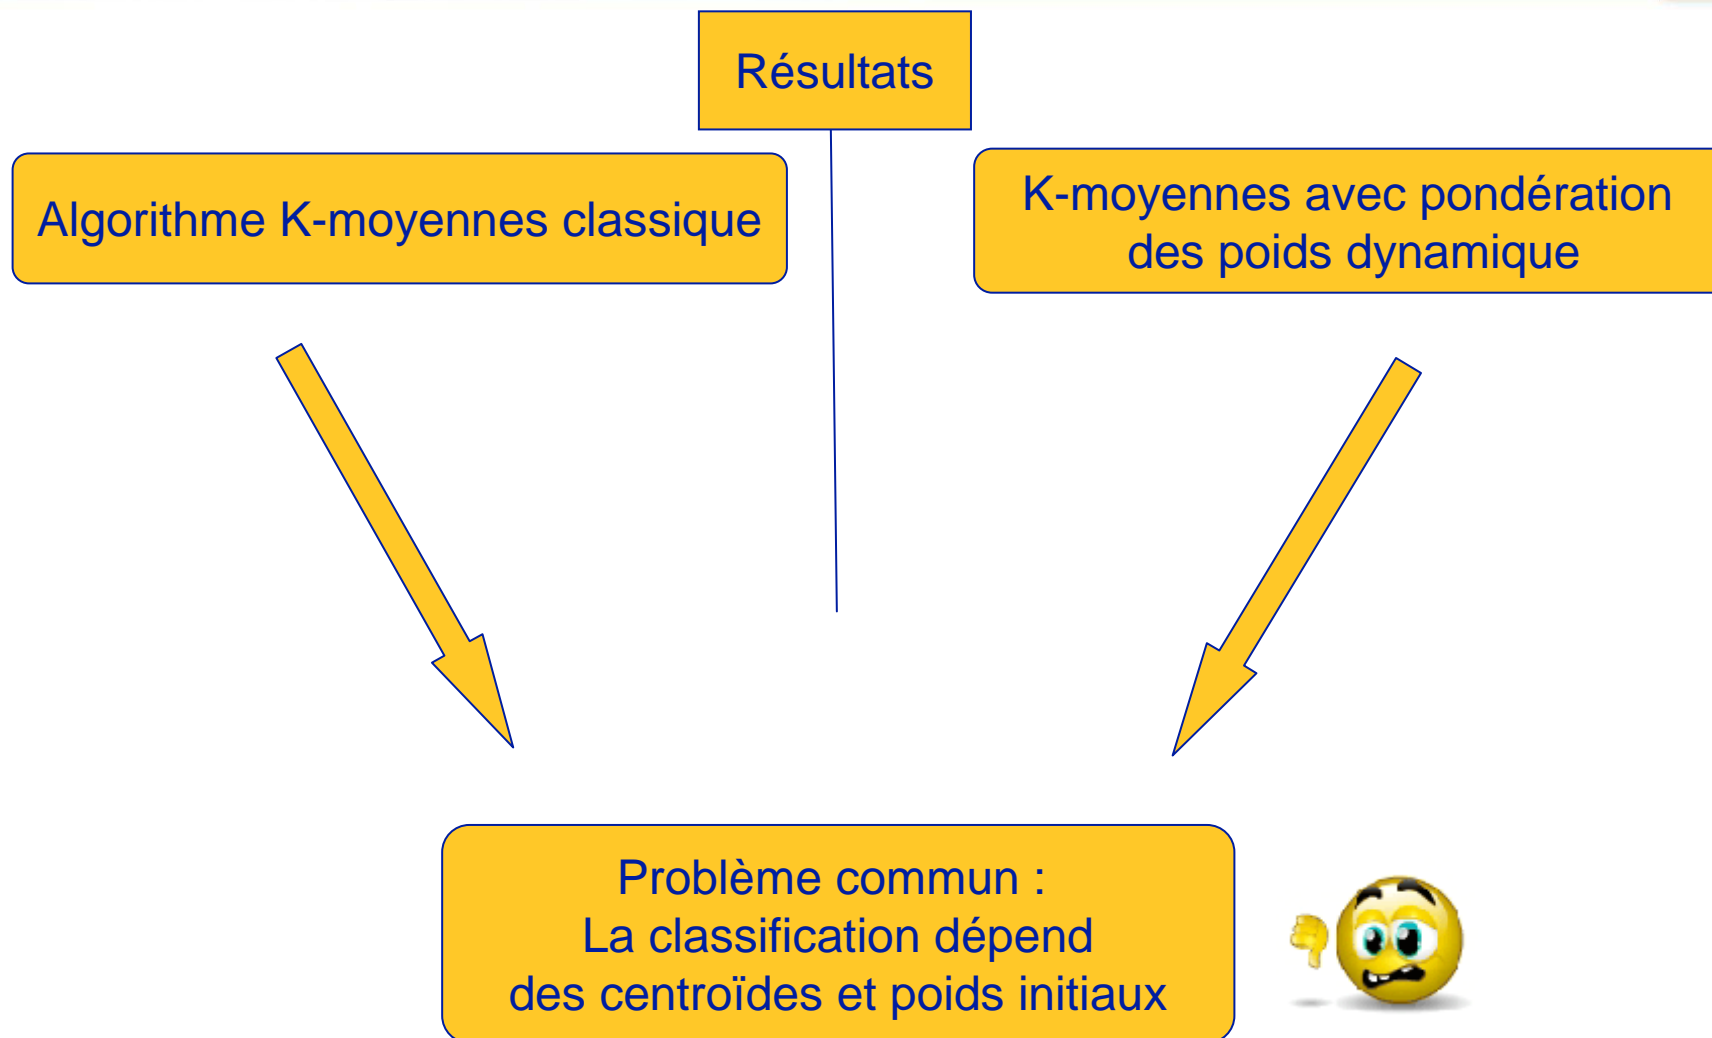 Résultats
Algorithme K-moyennes classique
K-moyennes avec pondération
des poids dynamique
Problème commun :
La classification dépend
des centroïdes et poids initiaux